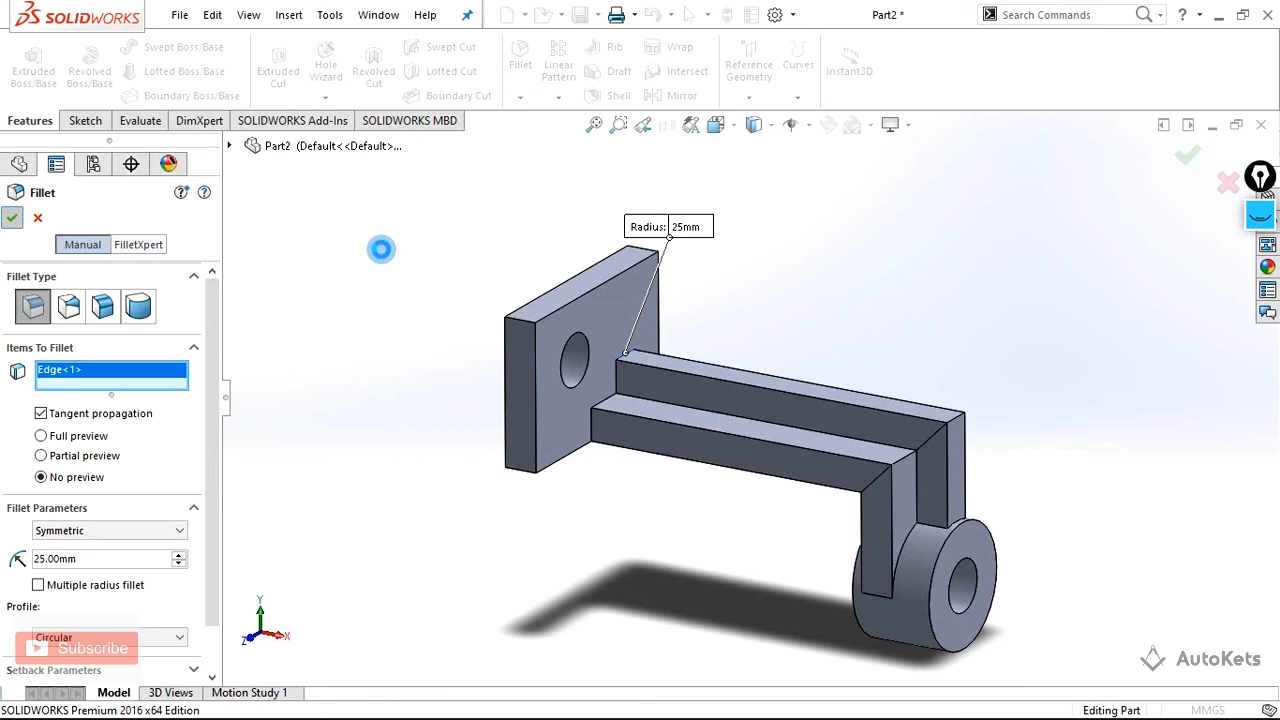 SOLIDWORKS
File Edit View Insert Tools Window Help
Part2 *
Search Commands
?
Extruded Boss/Base
Revolved Boss/Base
Swept Boss/Base
Lofted Boss/Base
Boundary Boss/Base
Extruded Cut
Hole Wizard
Revolved Cut
Swept Cut
Lofted Cut
Boundary Cut
Fillet
Linear Pattern
Rib
Draft
Shell
Wrap
Intersect
Mirror
Reference Geometry
Curves
Instant3D
Features Sketch Evaluate DimXpert SOLIDWORKS Add-Ins SOLIDWORKS MBD
Part2 (Default<<Default>...
Fillet
Manual FilletXpert
Fillet Type
Items To Fillet
Edge<1>
Tangent propagation
Full preview
Partial preview
No preview
Fillet Parameters
Symmetric
25.00mm
Multiple radius fillet
Profile:
Circular
Subscribe
Setback Parameters
Radius: 25mm
Y
Z
X
AutoKets
Model 3D Views Motion Study 1
SOLIDWORKS Premium 2016 x64 Edition
Editing Part
MMGS